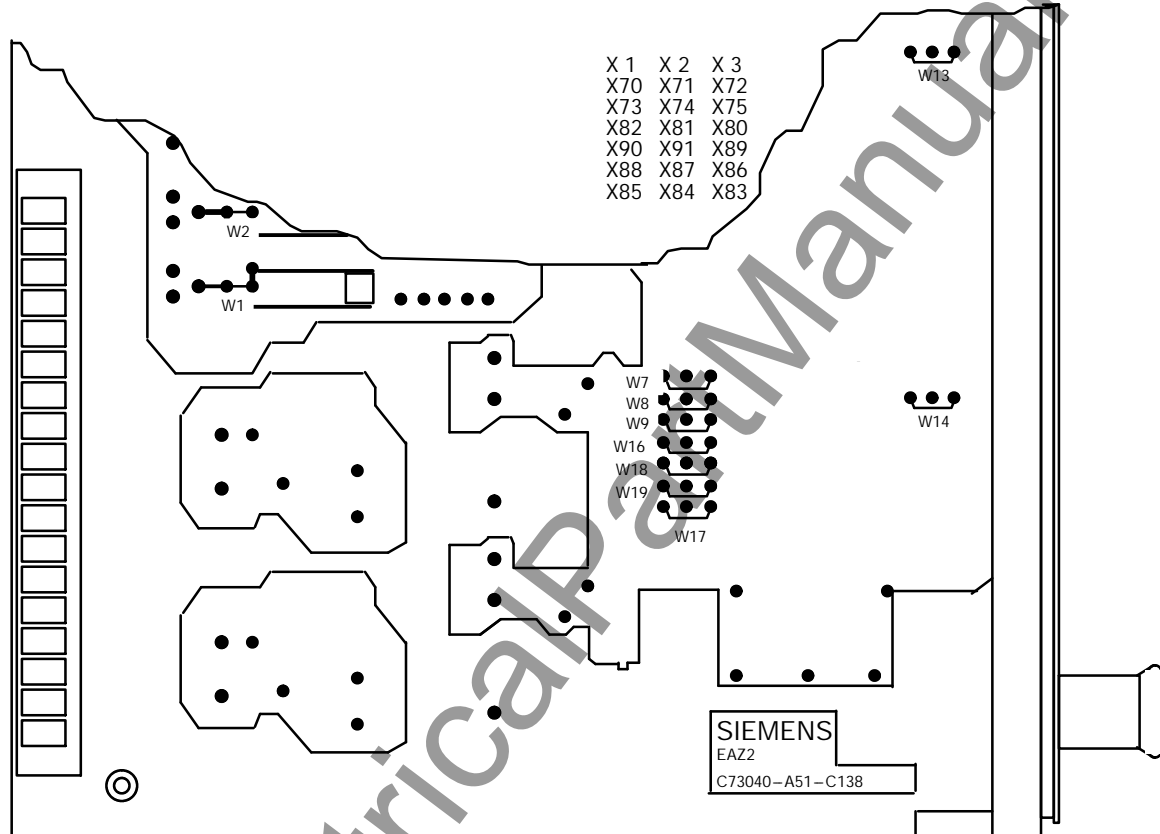 X 1 X 2 X 3
X70 X71 X72
X73 X74 X75
X82 X81 X80
X90 X91 X89
X88 X87 X86
X85 X84 X83
W13
W2
W1
W7
W8
W9
W16
W18
W19
W17
W14
SIEMENS
EAZ2
C73040–A51–C138
tricalPartManual